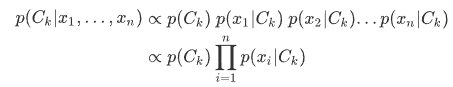 p(C_k|x_1, . . . , x_n) ∝ p(C_k) p(x_1|C_k) p(x_2|C_k). . . p(x_n|C_k)
∝ p(C_k) ∏_{i=1}^{n} p(x_i|C_k)